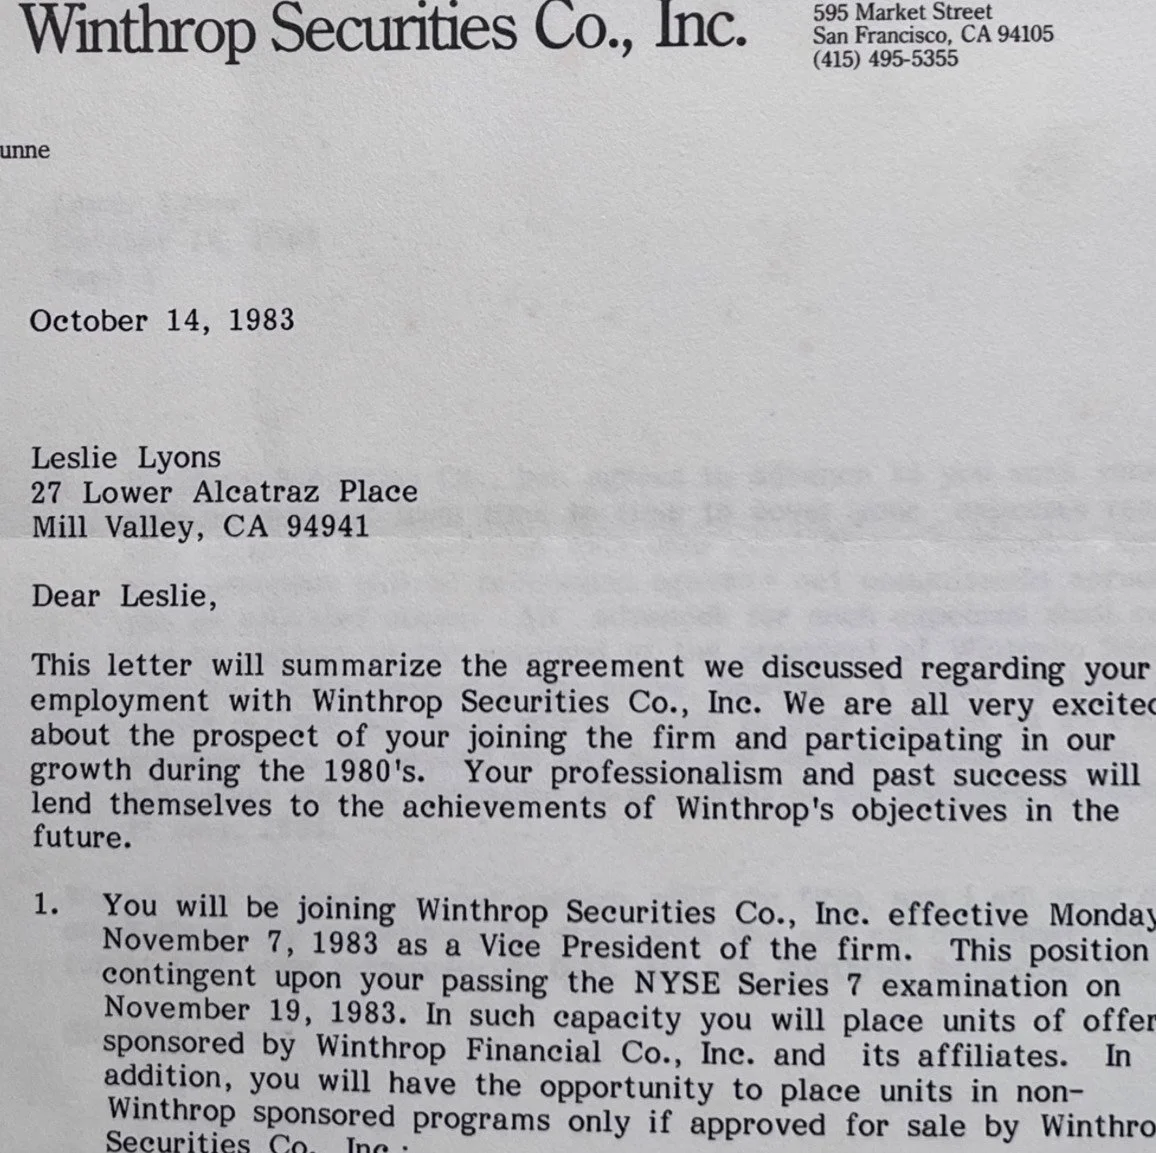 Winthrop Securities Co., Inc.
595 Market Street
San Francisco, CA 94105
(415) 495-5355
unne
October 14, 1983
Leslie Lyons
27 Lower Alcatraz Place
Mill Valley, CA 94941
Dear Leslie,
This letter will summarize the agreement we discussed regarding your
employment with Winthrop Securities Co., Inc. We are all very excited
about the prospect of your joining the firm and participating in our
growth during the 1980's. Your professionalism and past success will
lend themselves to the achievements of Winthrop's objectives in the
future.
1. You will be joining Winthrop Securities Co., Inc. effective Monday
November 7, 1983 as a Vice President of the firm. This position
contingent upon your passing the NYSE Series 7 examination on
November 19, 1983. In such capacity you will place units of offer
sponsored by Winthrop Financial Co., Inc. and its affiliates. In
addition, you will have the opportunity to place units in non-
Winthrop sponsored programs only if approved for sale by Winthro
Securities Co. Inc.